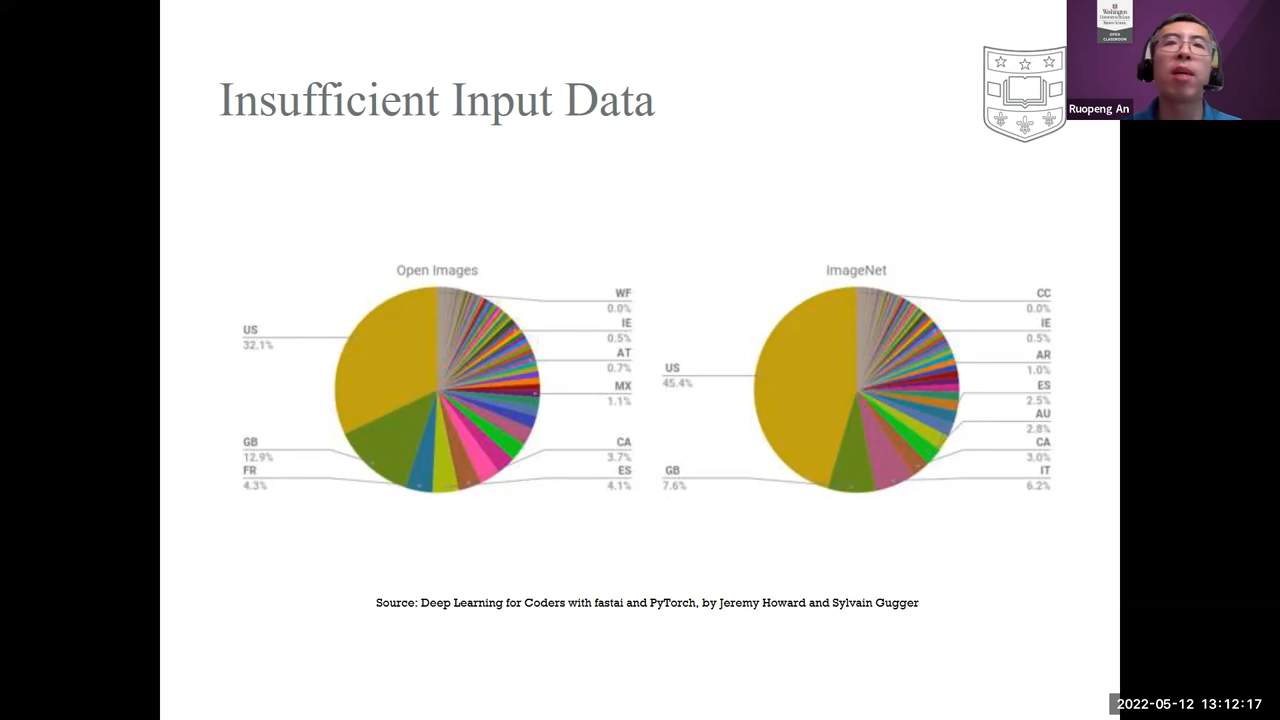 Insufficient Input Data
Washington
OPEN
CLASSROOM
Ruopeng An
Open Images
US
32.1%
GB
12.9%
FR
4.3%
WF
0.0%
IE
0.5%
AT
0.7%
MX
1.1%
CA
3.7%
ES
4.1%
ImageNet
US
45.4%
GB
7.6%
CC
0.0%
IE
0.5%
AR
1.0%
ES
2.5%
AU
2.8%
CA
3.0%
IT
6.2%
Source: Deep Learning for Coders with fastai and PyTorch, by Jeremy Howard and Sylvain Gugger
2022-05-12 13:12:17